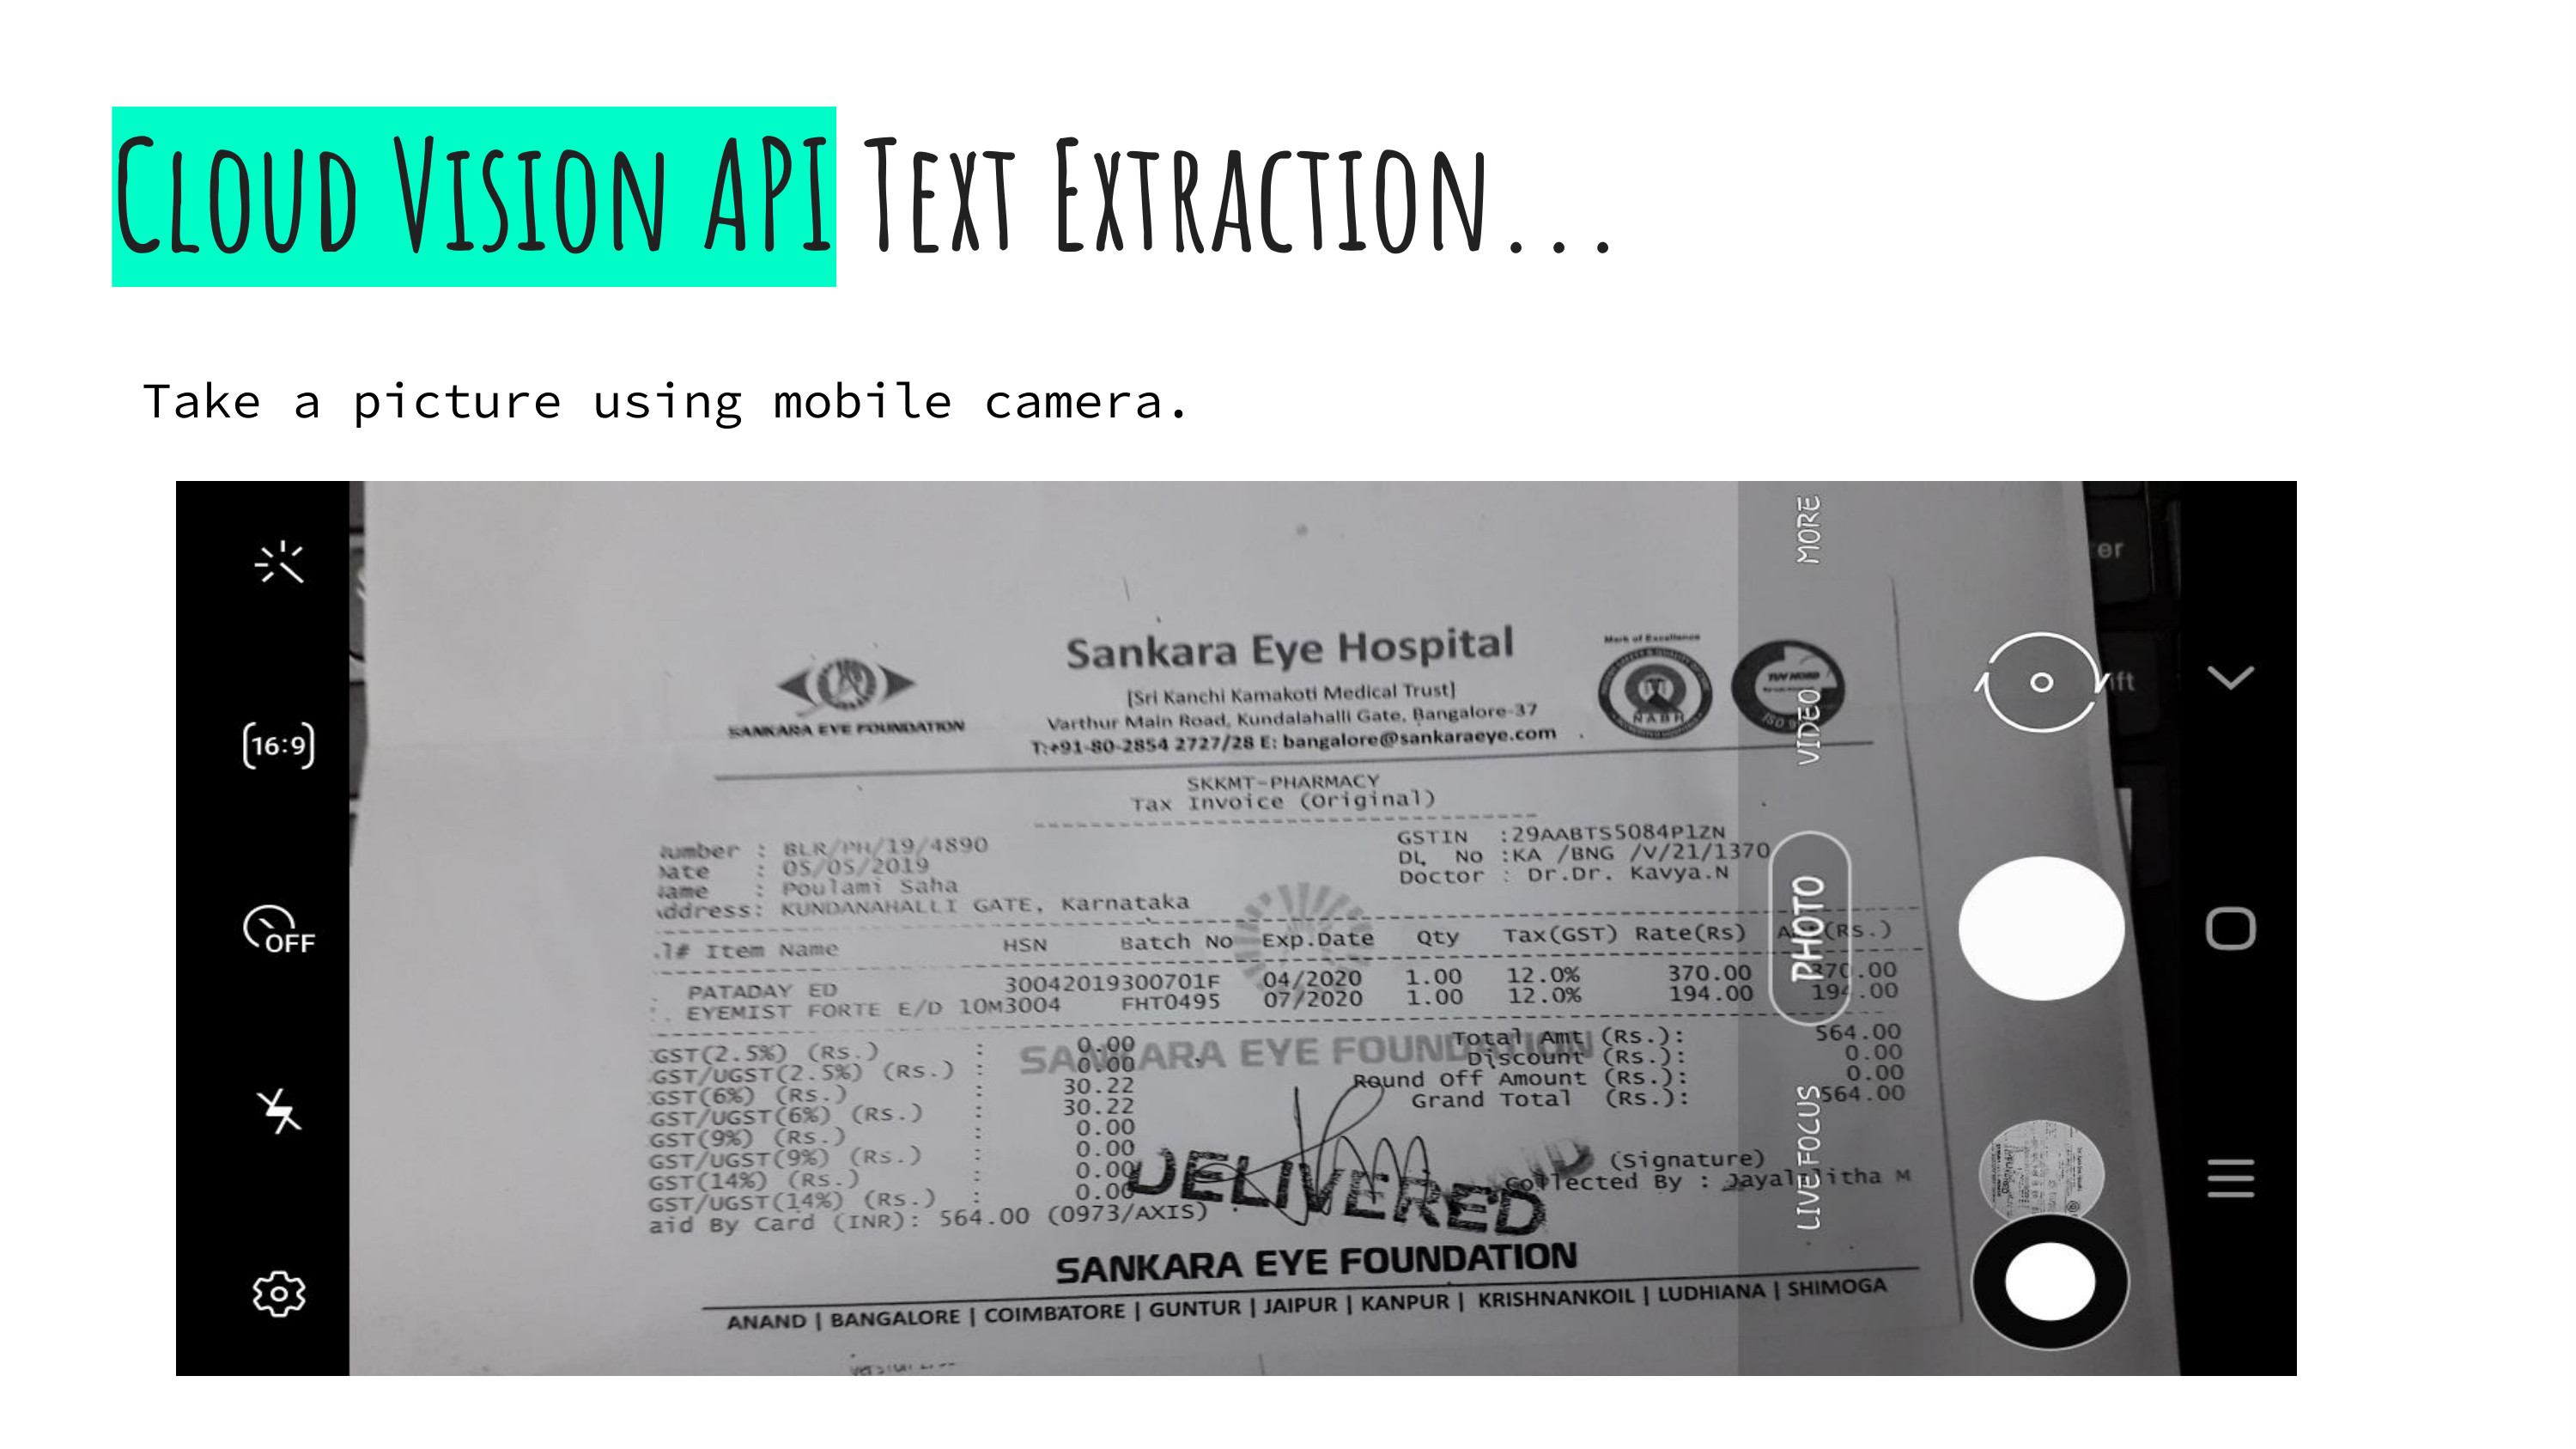 Cloud Vision API Text Extraction...
Take a picture using mobile camera.
16:9
OFF
MORE
VIDEO
PHOTO
LIVE FOCUS
er
ift
Sankara Eye Hospital
[Sri Kanchi Kamakoti Medical Trust]
Varthur Main Road, Kundalahalli Gate, Bangalore-37
T:+91-80-2854 2727/28 E: bangalore@sankaraeye.com
SANKARA EYE FOUNDATION
Mark of Excellence
NABH
TUV NORD
ISO
SKKMT-PHARMACY
Tax Invoice (Original)
umber : BLR/PH/19/4890
ate : 05/05/2019
ame : Poulami Saha
ddress: KUNDANAHALLI GATE, Karnataka
GSTIN :29AABTS5084P1ZN
DL No :KA /BNG /V/21/1370
Doctor : Dr.Dr. Kavya.N
.l# Item Name HSN Batch No Exp.Date Qty Tax(GST) Rate(Rs) (Rs.)
PATADAY ED 30042019300701F 04/2020 1.00 12.0% 370.00 370.00
EYEMIST FORTE E/D 10M3004 FHT0495 07/2020 1.00 12.0% 194.00 194.00
GST(2.5%) (Rs.) : 0.00
GST/UGST(2.5%) (Rs.) : 0.00
GST(6%) (Rs.) : 30.22
GST/UGST(6%) (Rs.) : 30.22
GST(9%) (Rs.) : 0.00
GST/UGST(9%) (Rs.) : 0.00
GST(14%) (Rs.) : 0.00
GST/UGST(14%) (Rs.) : 0.00
aid By Card (INR): 564.00 (0973/AXIS)
SANKARA EYE FOUNDATION
Total Amt (Rs.): 564.00
Discount (Rs.): 0.00
Round Off Amount (Rs.): 0.00
Grand Total (Rs.): 564.00
DELIVERED
(Signature)
Collected By : Jayalalitha M
SANKARA EYE FOUNDATION
ANAND | BANGALORE | COIMBATORE | GUNTUR | JAIPUR | KANPUR | KRISHNANKOIL | LUDHIANA | SHIMOGA